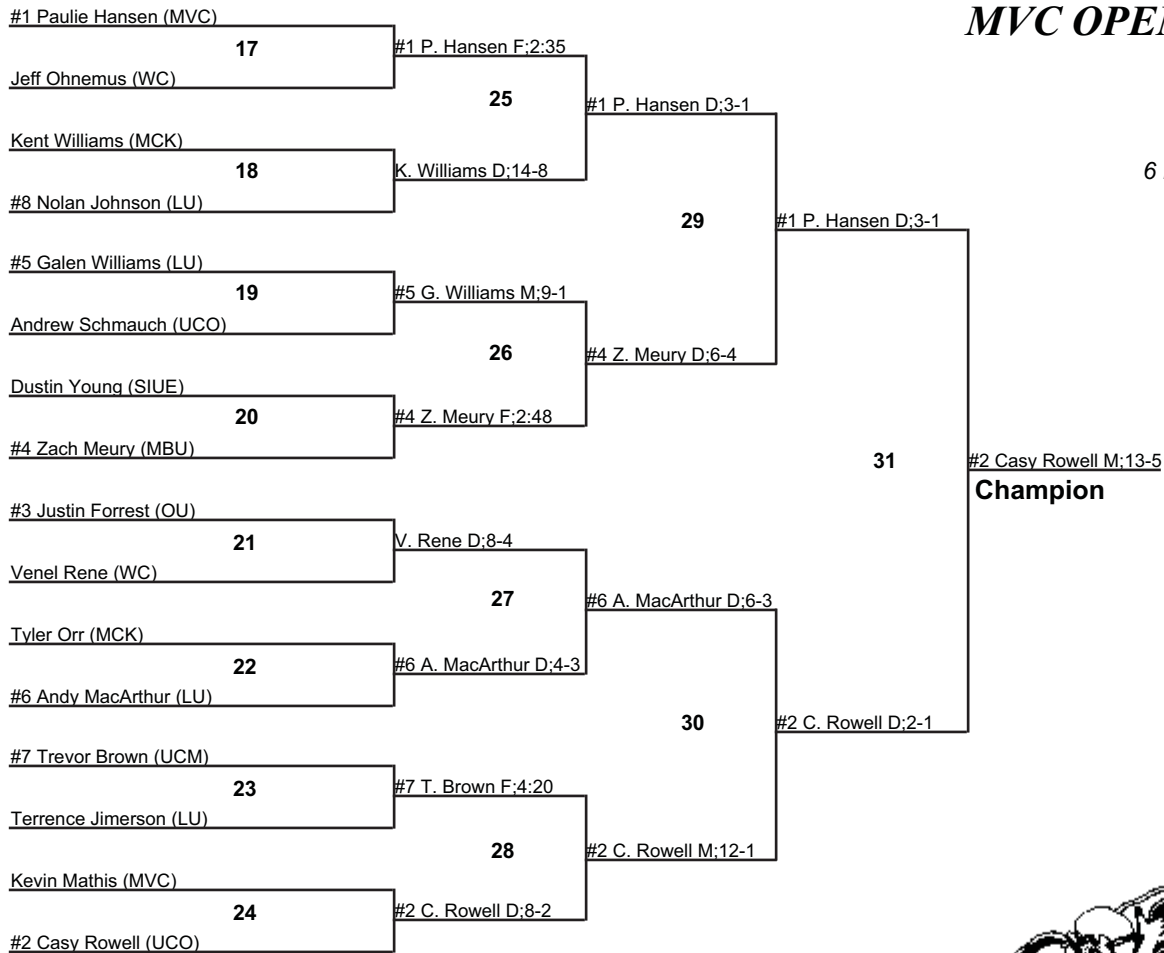 MVC OPEN
#1 Paulie Hansen (MVC)
17
#1 P. Hansen F;2:35
Jeff Ohnemus (WC)
25
#1 P. Hansen D;3-1
Kent Williams (MCK)
18
K. Williams D;14-8
6
#8 Nolan Johnson (LU)
29
#1 P. Hansen D;3-1
#5 Galen Williams (LU)
19
#5 G. Williams M;9-1
Andrew Schmauch (UCO)
26
#4 Z. Meury D;6-4
Dustin Young (SIUE)
20
#4 Z. Meury F;2:48
#4 Zach Meury (MBU)
31
#2 Casy Rowell M;13-5
Champion
#3 Justin Forrest (OU)
21
V. Rene D;8-4
Venel Rene (WC)
27
#6 A. MacArthur D;6-3
Tyler Orr (MCK)
22
#6 A. MacArthur D;4-3
#6 Andy MacArthur (LU)
30
#2 C. Rowell D;2-1
#7 Trevor Brown (UCM)
23
#7 T. Brown F;4:20
Terrence Jimerson (LU)
28
#2 C. Rowell M;12-1
Kevin Mathis (MVC)
24
#2 C. Rowell D;8-2
#2 Casy Rowell (UCO)